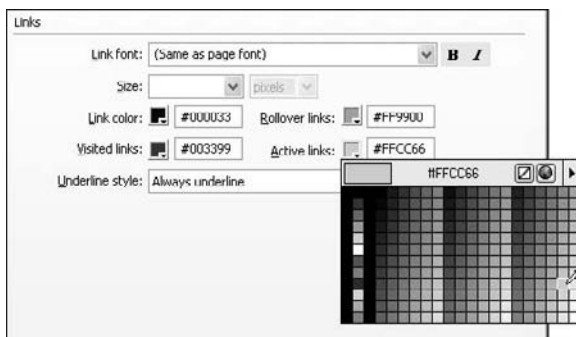 Links
Link font: (Same as page font) B I
Size: pixels
Link color: #000033 Rollover links: #FF9900
Visited links: #003399 Active links: #FFCC66
Underline style: Always underline
#FFCC66